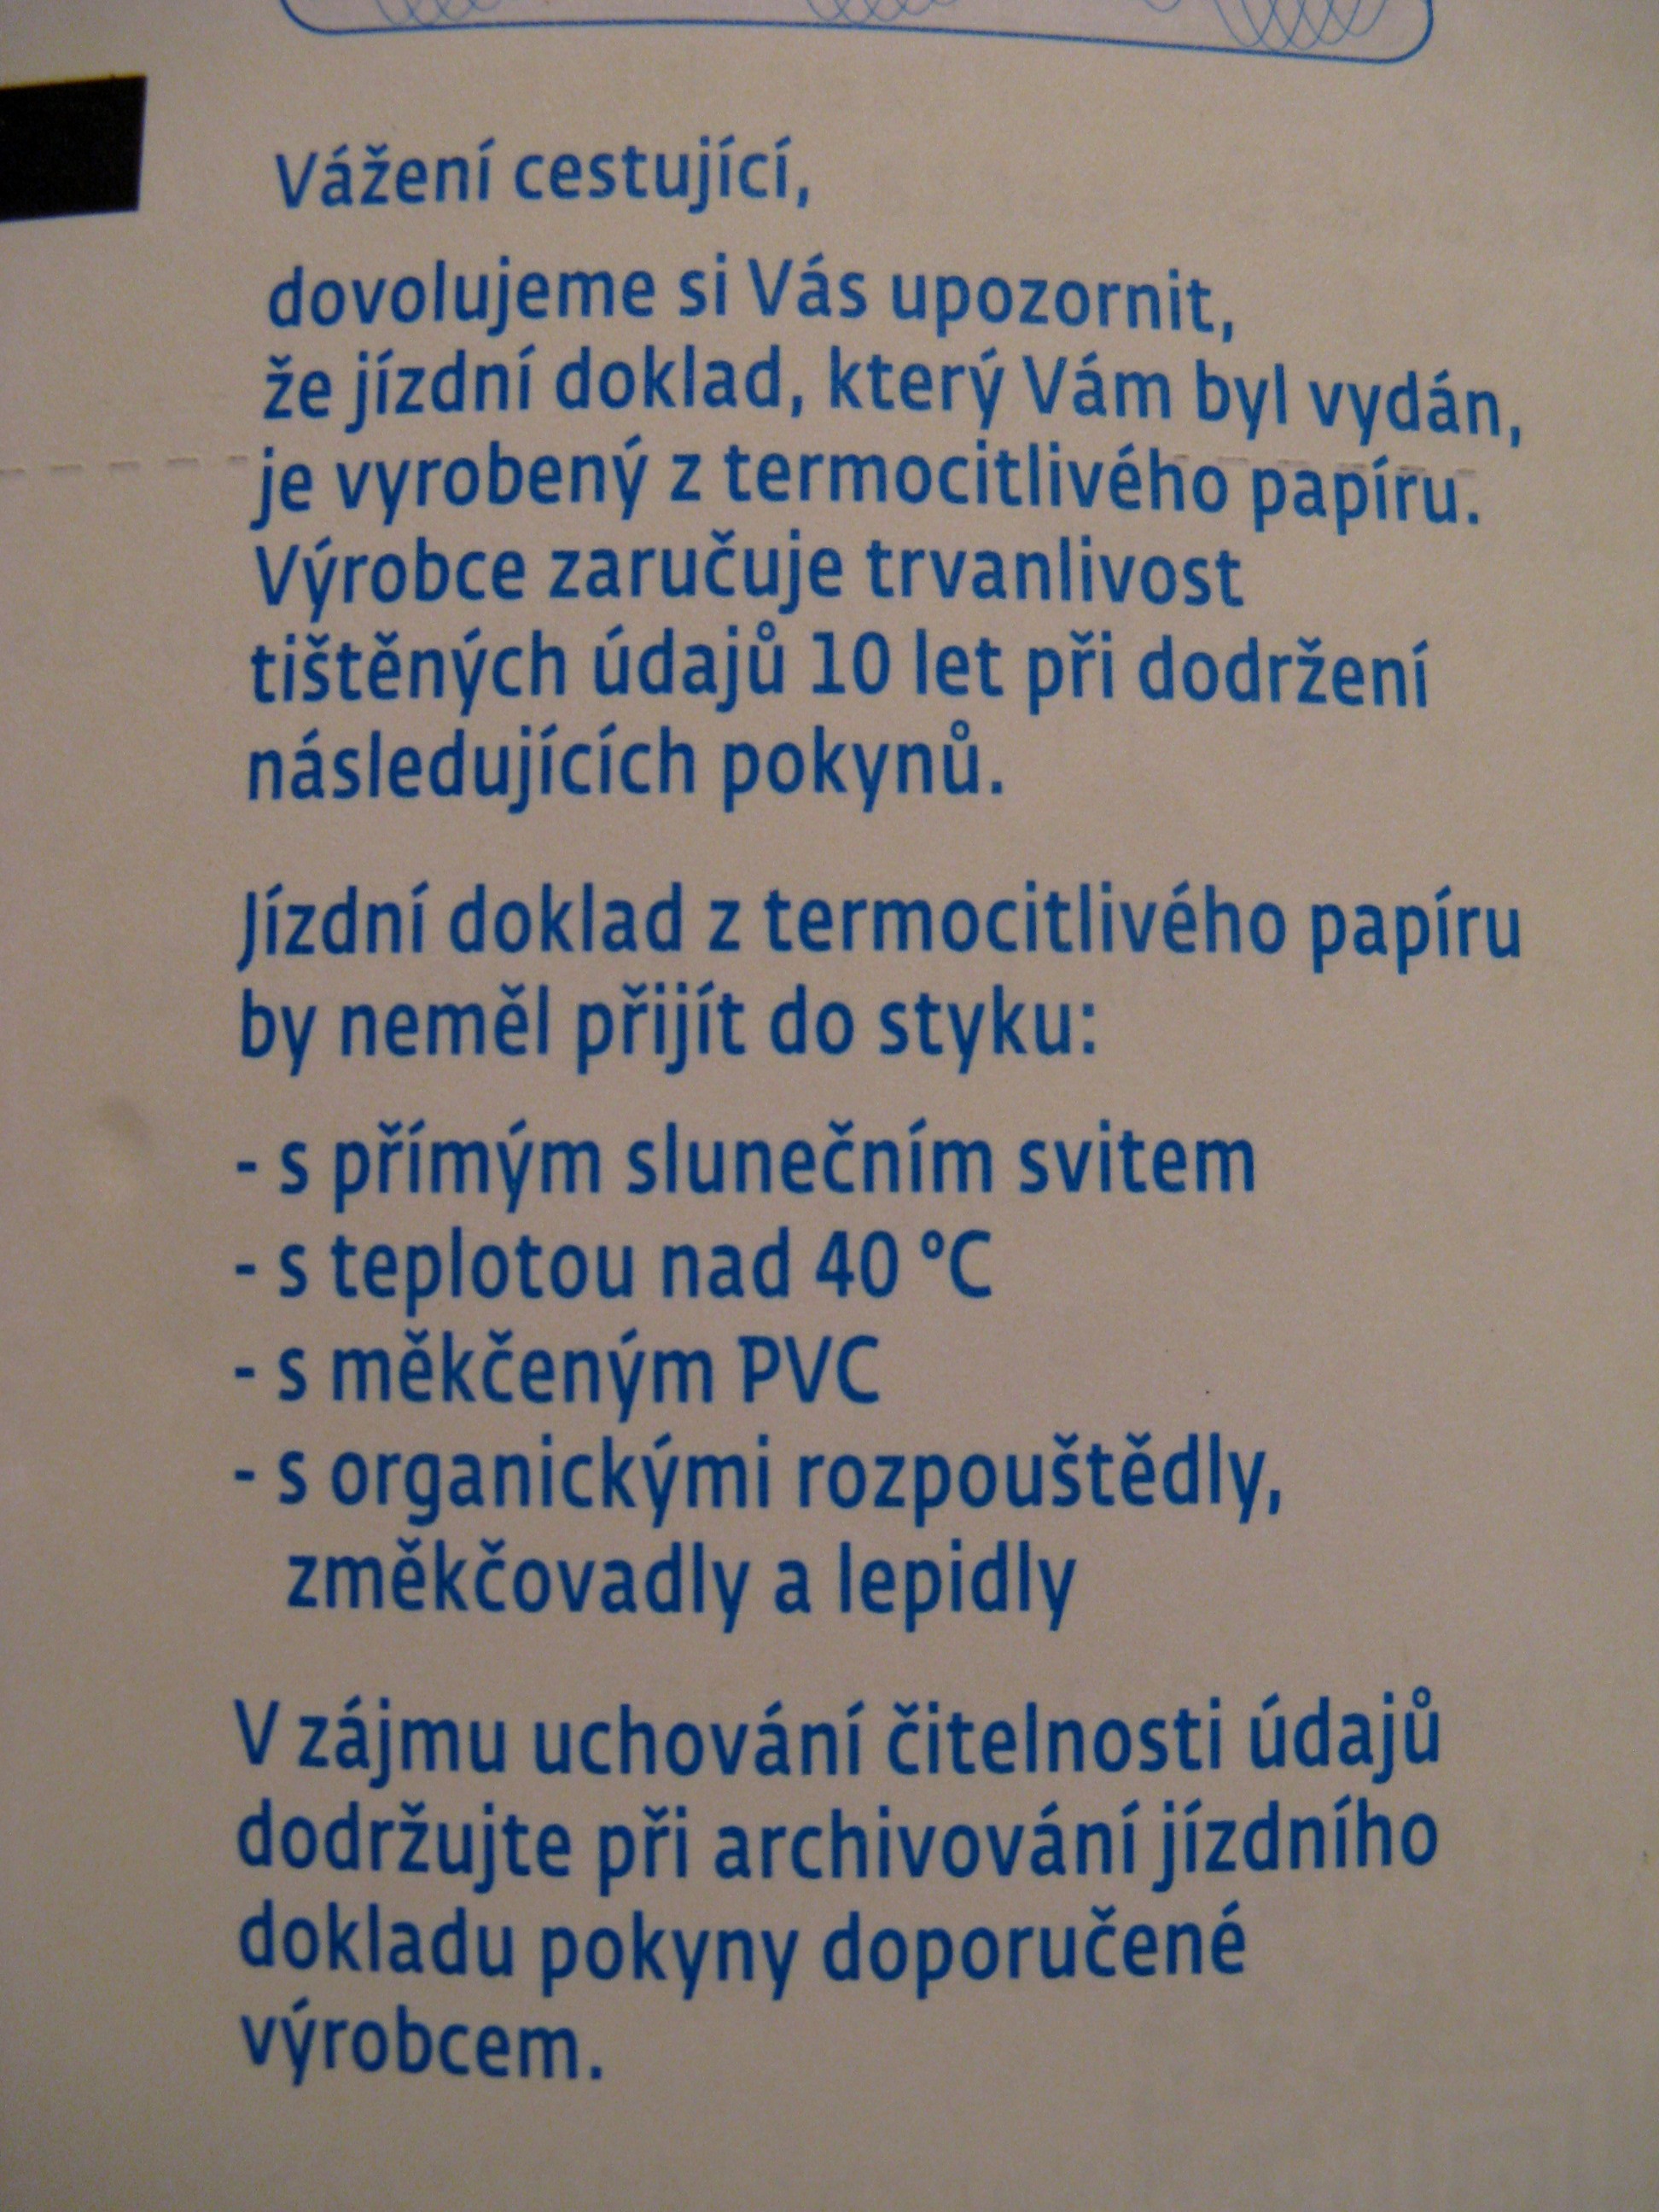 Vážení cestující,
dovolujeme si Vás upozornit,
že jízdní doklad, který Vám byl vydán,
je vyrobený z termocitlivého papíru.
Výrobce zaručuje trvanlivost
tištěných údajů 10 let při dodržení
následujících pokynů.
Jízdní doklad z termocitlivého papíru
by neměl přijít do styku:
- s přímým slunečním svitem
- s teplotou nad 40 °C
- s měkčeným PVC
- s organickými rozpouštědly,
změkčovadly a lepidly
V zájmu uchování čitelnosti údajů
dodržujte při archivování jízdního
dokladu pokyny doporučené
výrobcem.